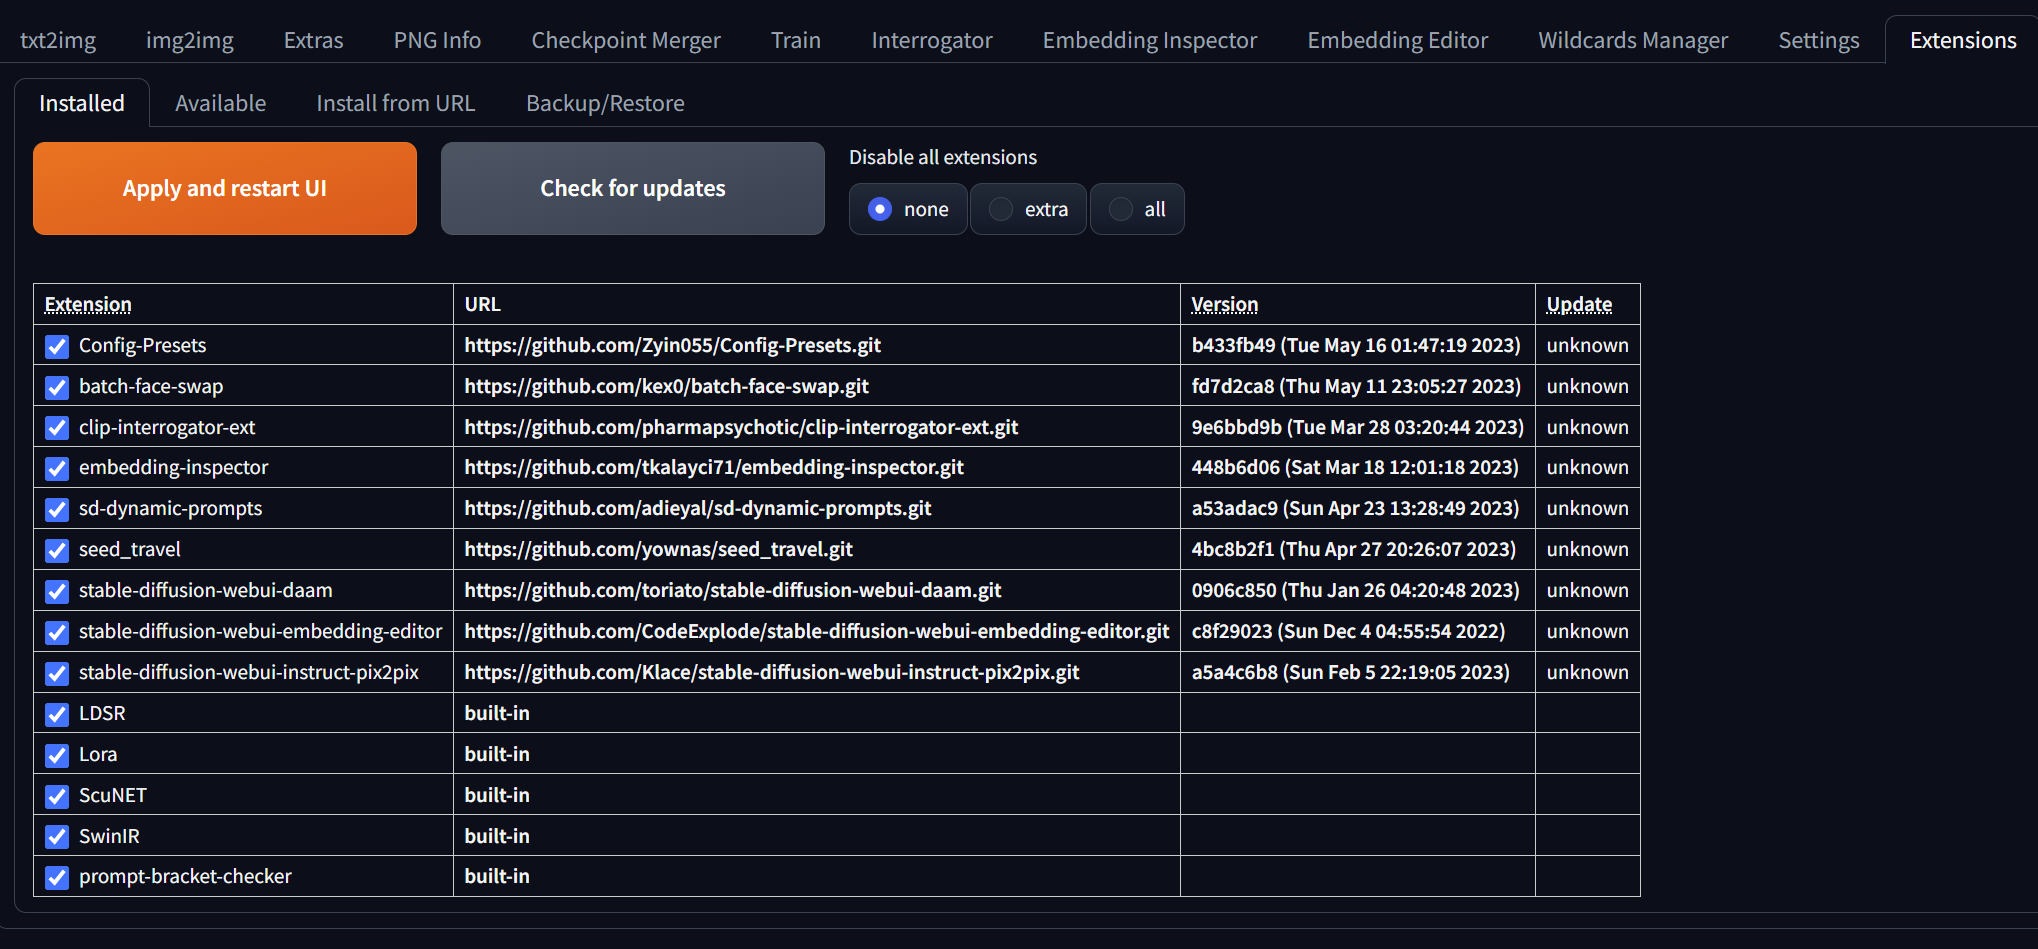 txt2img img2img Extras PNG Info Checkpoint Merger Train Interrogator Embedding Inspector Embedding Editor Wildcards Manager Settings Extensions
Installed Available Install from URL Backup/Restore
Disable all extensions
Apply and restart UI Check for updates
none extra all
Extension URL Version Update
Config-Presets https://github.com/Zyin055/Config-Presets.git b433fb49 (Tue May 16 01:47:19 2023) unknown
batch-face-swap https://github.com/kex0/batch-face-swap.git fd7d2ca8 (Thu May 11 23:05:27 2023) unknown
clip-interrogator-ext https://github.com/pharmapsychotic/clip-interrogator-ext.git 9e6bbd9b (Tue Mar 28 03:20:44 2023) unknown
embedding-inspector https://github.com/tkalayci71/embedding-inspector.git 448b6d06 (Sat Mar 18 12:01:18 2023) unknown
sd-dynamic-prompts https://github.com/adieyal/sd-dynamic-prompts.git a53adac9 (Sun Apr 23 13:28:49 2023) unknown
seed_travel https://github.com/yownas/seed_travel.git 4bc8b2f1 (Thu Apr 27 20:26:07 2023) unknown
stable-diffusion-webui-daam https://github.com/toriato/stable-diffusion-webui-daam.git 0906c850 (Thu Jan 26 04:20:48 2023) unknown
stable-diffusion-webui-embedding-editor https://github.com/CodeExplode/stable-diffusion-webui-embedding-editor.git c8f29023 (Sun Dec 4 04:55:54 2022) unknown
stable-diffusion-webui-instruct-pix2pix https://github.com/Klace/stable-diffusion-webui-instruct-pix2pix.git a5a4c6b8 (Sun Feb 5 22:19:05 2023) unknown
LDSR built-in
Lora built-in
ScuNET built-in
SwinIR built-in
prompt-bracket-checker built-in